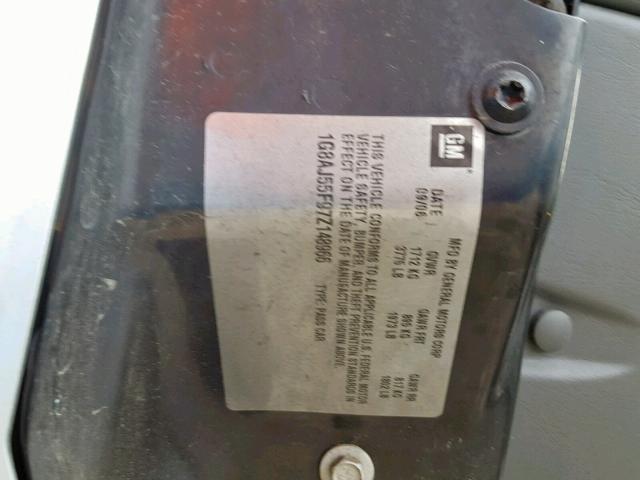 GM
MFD BY GENERAL MOTORS CORP
DATE GVWR GAWR FRT GAWR RR
09/06 1712 KG 895 KG 817 KG
3776 LB 1973 LB 1802 LB
THIS VEHICLE CONFORMS TO ALL APPLICABLE U.S. FEDERAL MOTOR
VEHICLE SAFETY, BUMPER, AND THEFT PREVENTION STANDARDS IN
EFFECT ON THE DATE OF MANUFACTURE SHOWN ABOVE.
1G8AJ55F97Z148966 TYPE: PASS CAR